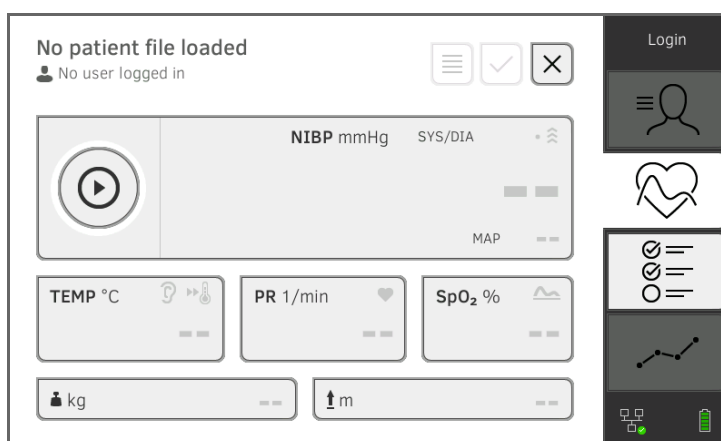 No patient file loaded
No user logged in
Login
NIBP mmHg SYS/DIA
-- --
MAP --
TEMP °C
--
PR 1/min
--
SpO₂ %
--
kg --
m --